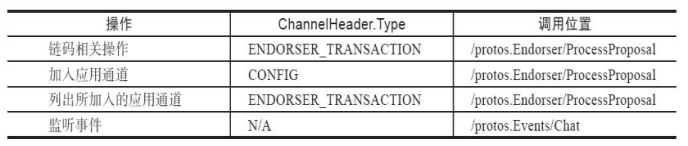 操作 ChannelHeader.Type 调用位置
链码相关操作 ENDORSER_TRANSACTION /protos.Endorser/ProcessProposal
加入应用通道 CONFIG /protos.Endorser/ProcessProposal
列出所加入的应用通道 ENDORSER_TRANSACTION /protos.Endorser/ProcessProposal
监听事件 N/A /protos.Events/Chat